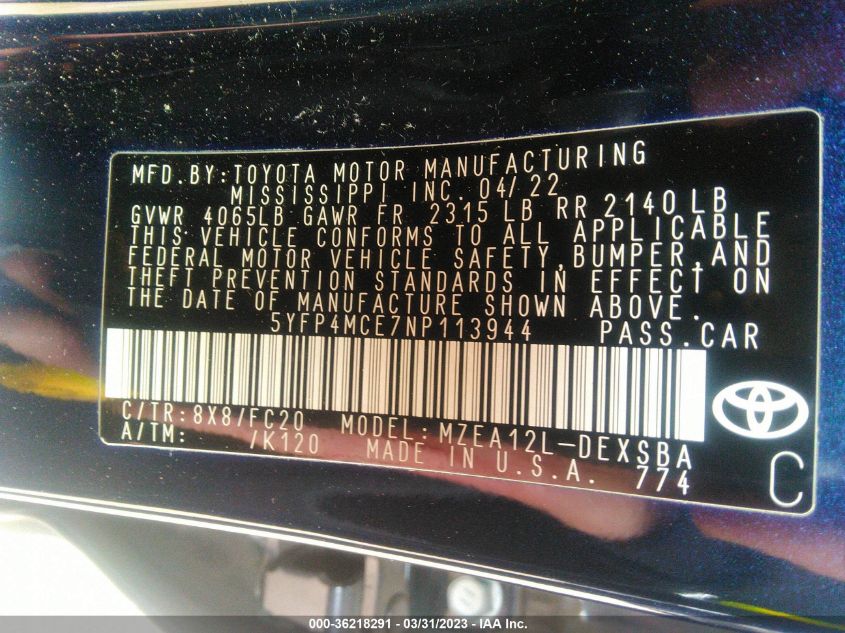 MFD.BY:TOYOTA MOTOR MANUFACTURING
MISSISSIPPI INC. 04/22
GVWR 4065LB GAWR FR 2315 LB RR 2140 LB
THIS VEHICLE CONFORMS TO ALL APPLICABLE
FEDERAL MOTOR VEHICLE SAFETY,BUMPER,AND
THEFT PREVENTION STANDARDS IN EFFECT ON
THE DATE OF MANUFACTURE SHOWN ABOVE.
5YFP4MCE7NP113944 PASS.CAR
C/TR:8X8/FC20 MODEL:MZEA12L-DEXSBA
A/TM: /K120 MADE IN U.S.A. 774
C
000-36218291 - 03/31/2023 - IAA Inc.